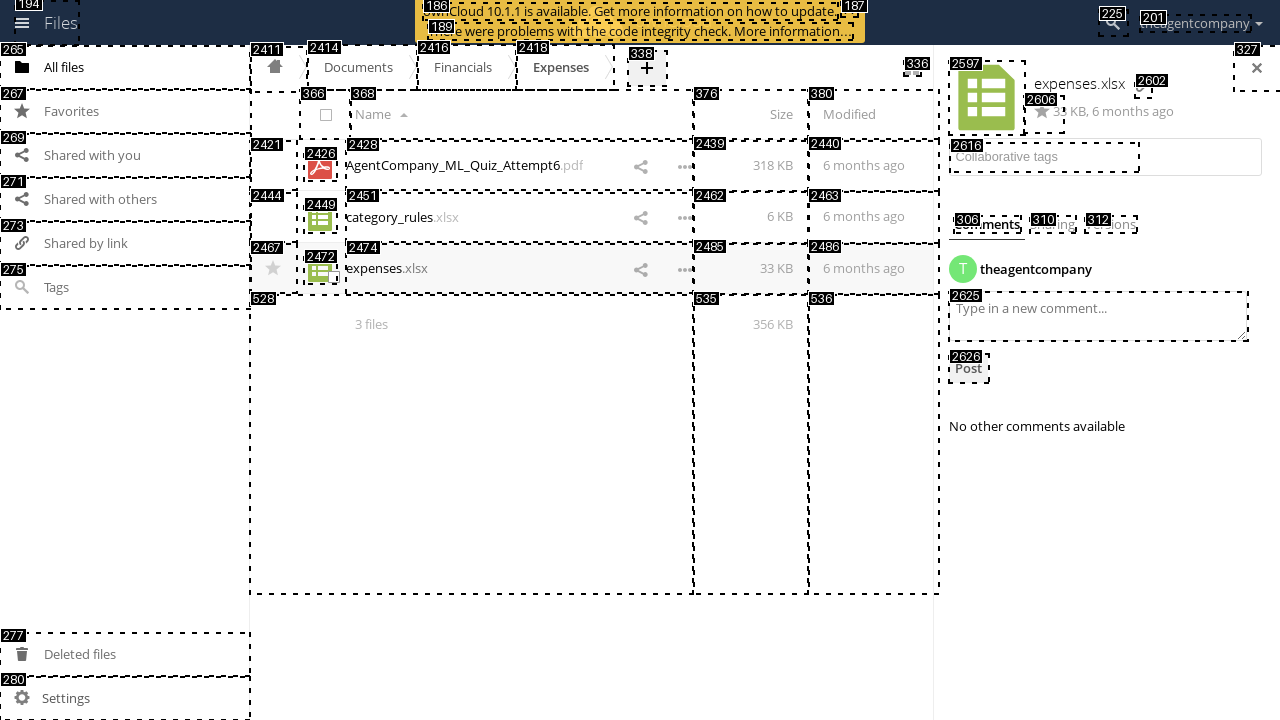 194
Files
186
ownCloud 10.1.1 is available. Get more information on how to update.
187
189
There were problems with the code integrity check. More information…
225
201
theagentcompany
265
All files
267
Favorites
269
Shared with you
271
Shared with others
273
Shared by link
275
Tags
277
Deleted files
280
Settings
2411
2414
Documents
2416
Financials
2418
Expenses
338
+
336
366
368
Name
376
Size
380
Modified
2421
2426
2428
AgentCompany_ML_Quiz_Attempt6.pdf
2439
318 KB
2440
6 months ago
2444
2449
2451
category_rules.xlsx
2462
6 KB
2463
6 months ago
2467
2472
2474
expenses.xlsx
2485
33 KB
2486
6 months ago
528
3 files
535
356 KB
536
327
2597
expenses.xlsx
2602
2606
33 KB, 6 months ago
2616
Collaborative tags
306
Comments
310
Sharing
312
Versions
T
theagentcompany
2625
Type in a new comment...
2626
Post
No other comments available